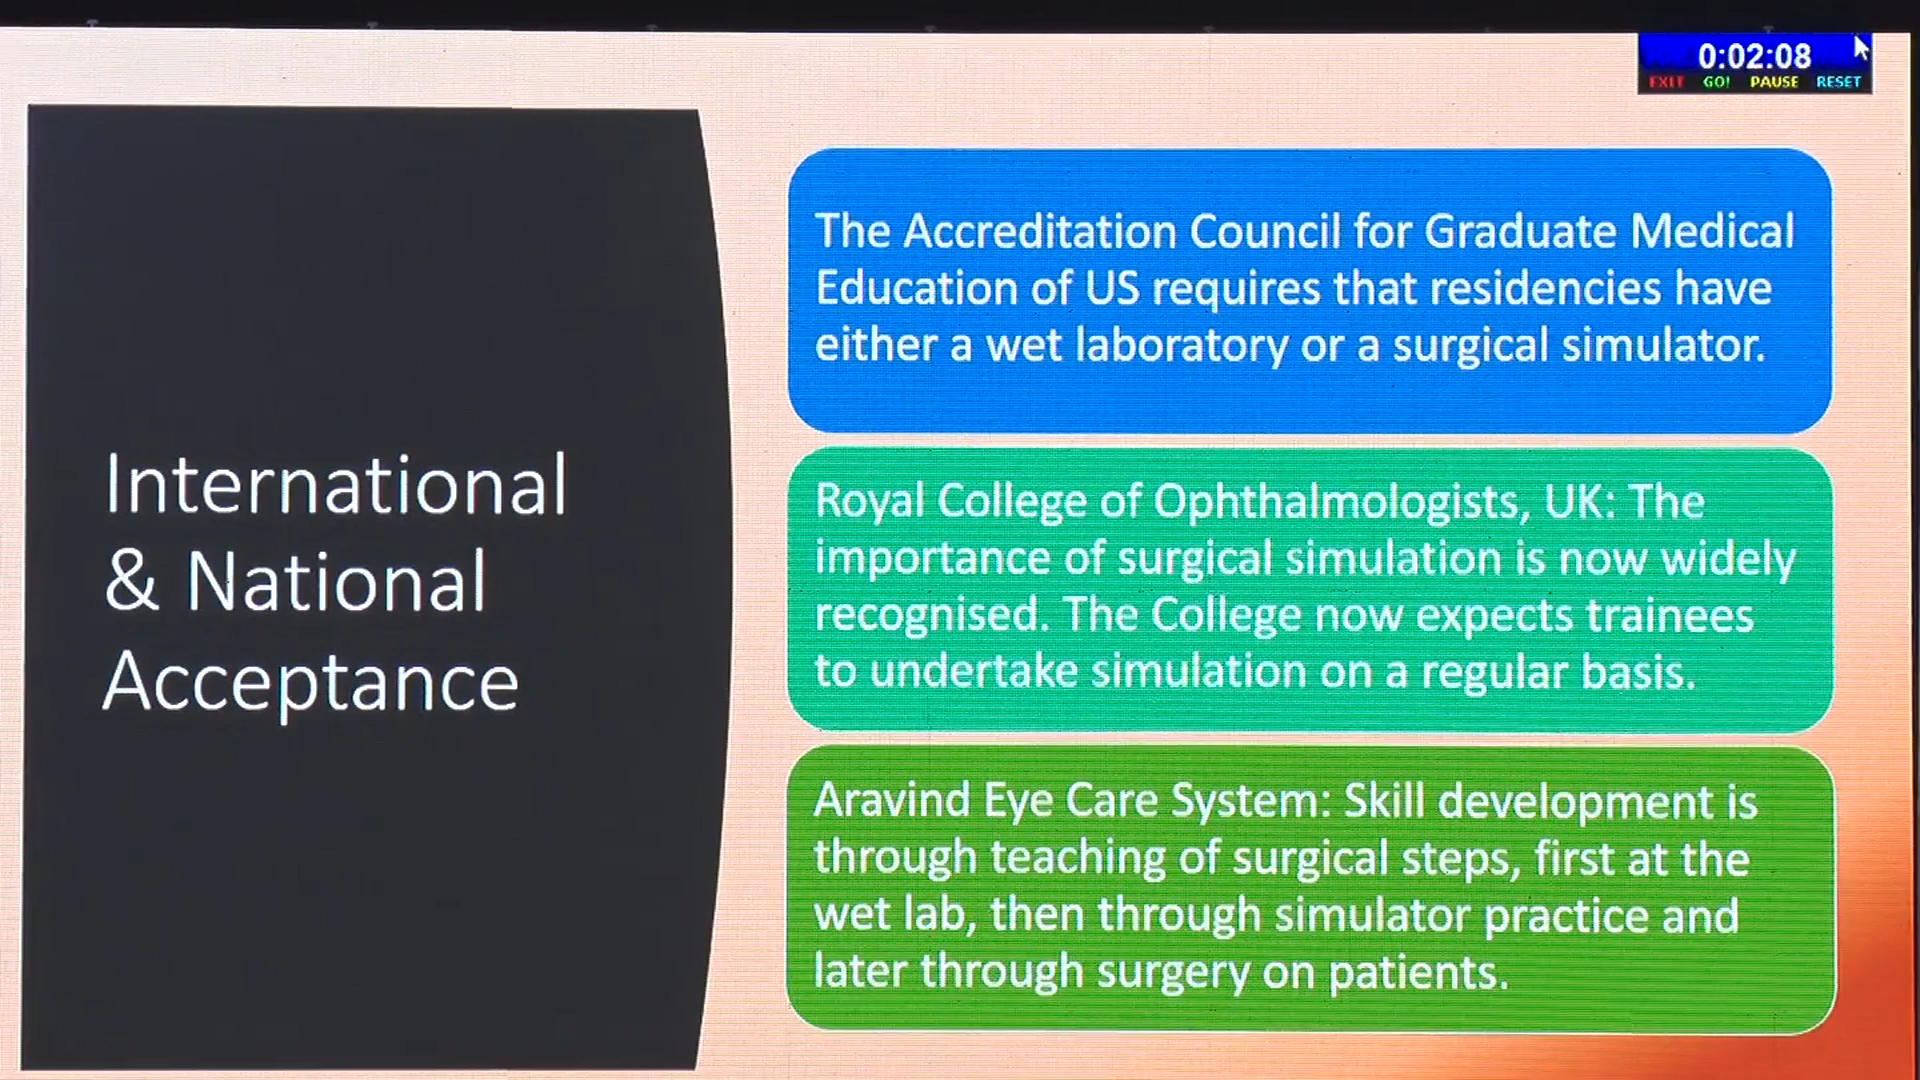 0:02:08
EXIT GO! PAUSE RESET
International
& National
Acceptance
The Accreditation Council for Graduate Medical
Education of US requires that residencies have
either a wet laboratory or a surgical simulator.
Royal College of Ophthalmologists, UK: The
importance of surgical simulation is now widely
recognised. The College now expects trainees
to undertake simulation on a regular basis.
Aravind Eye Care System: Skill development is
through teaching of surgical steps, first at the
wet lab, then through simulator practice and
later through surgery on patients.